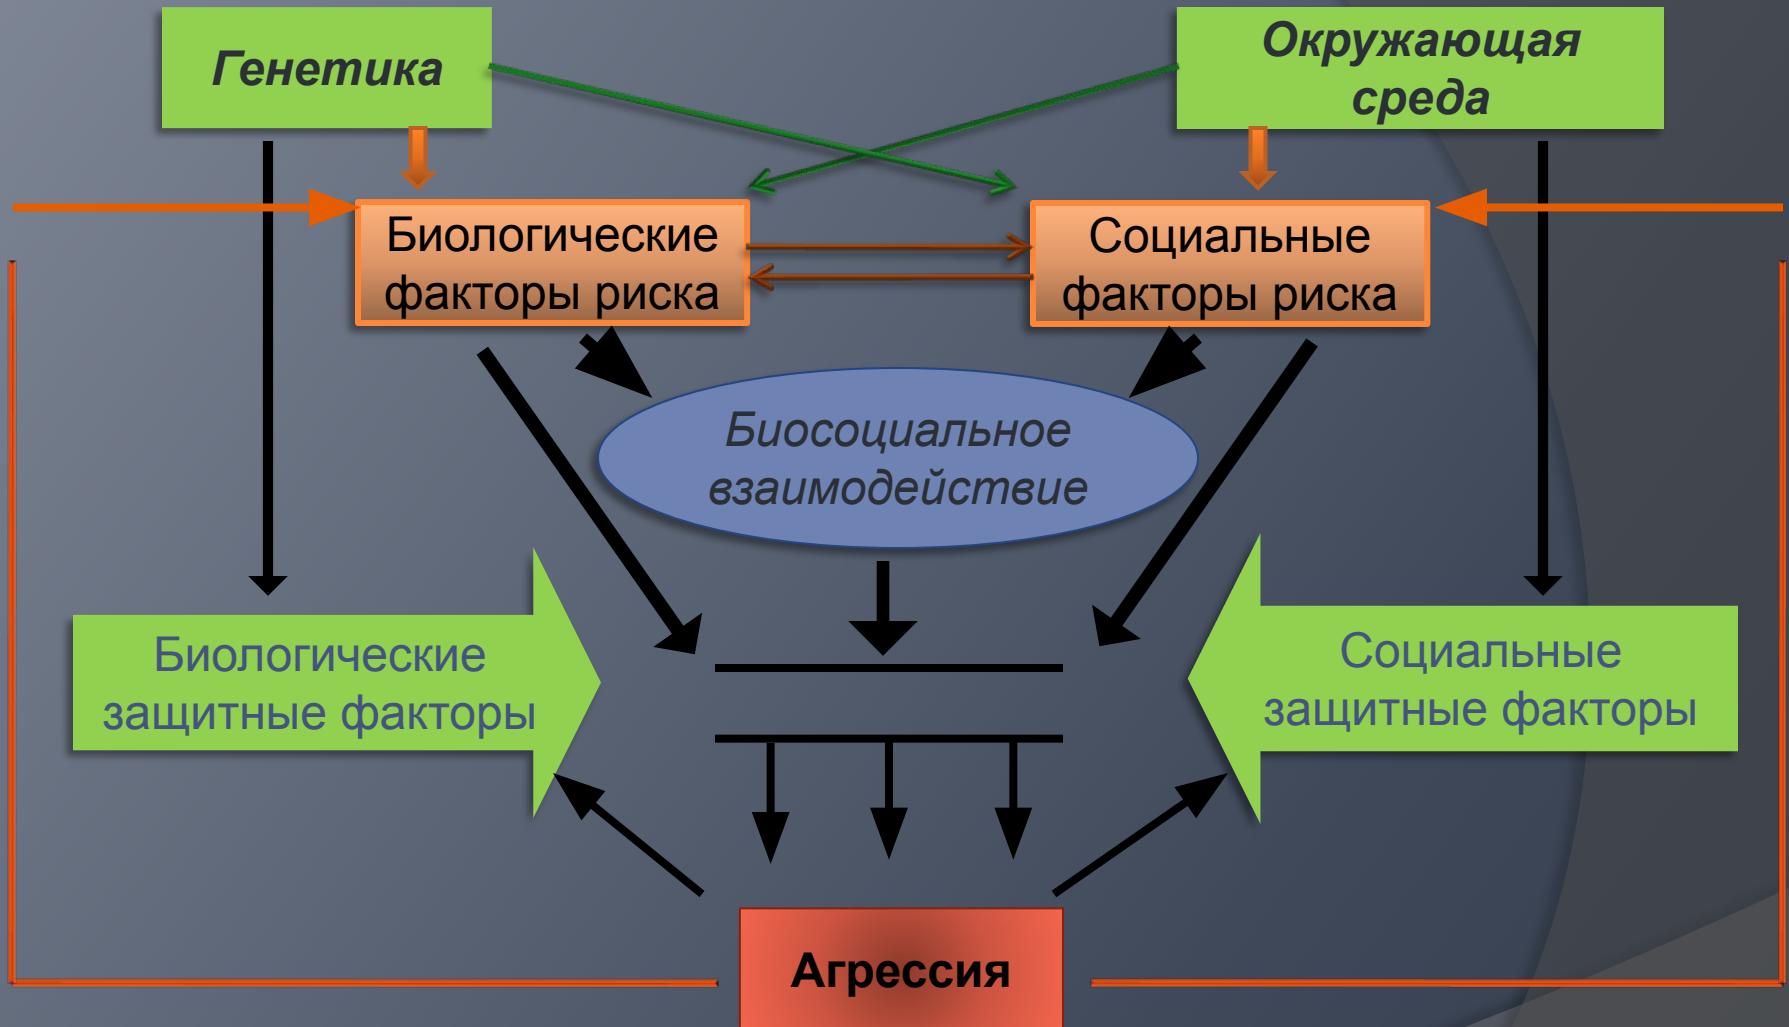 Генетика
Окружающая
среда
Биологические
факторы риска
Социальные
факторы риска
Биосоциальное
взаимодействие
Биологические
защитные факторы
Социальные
защитные факторы
Агрессия